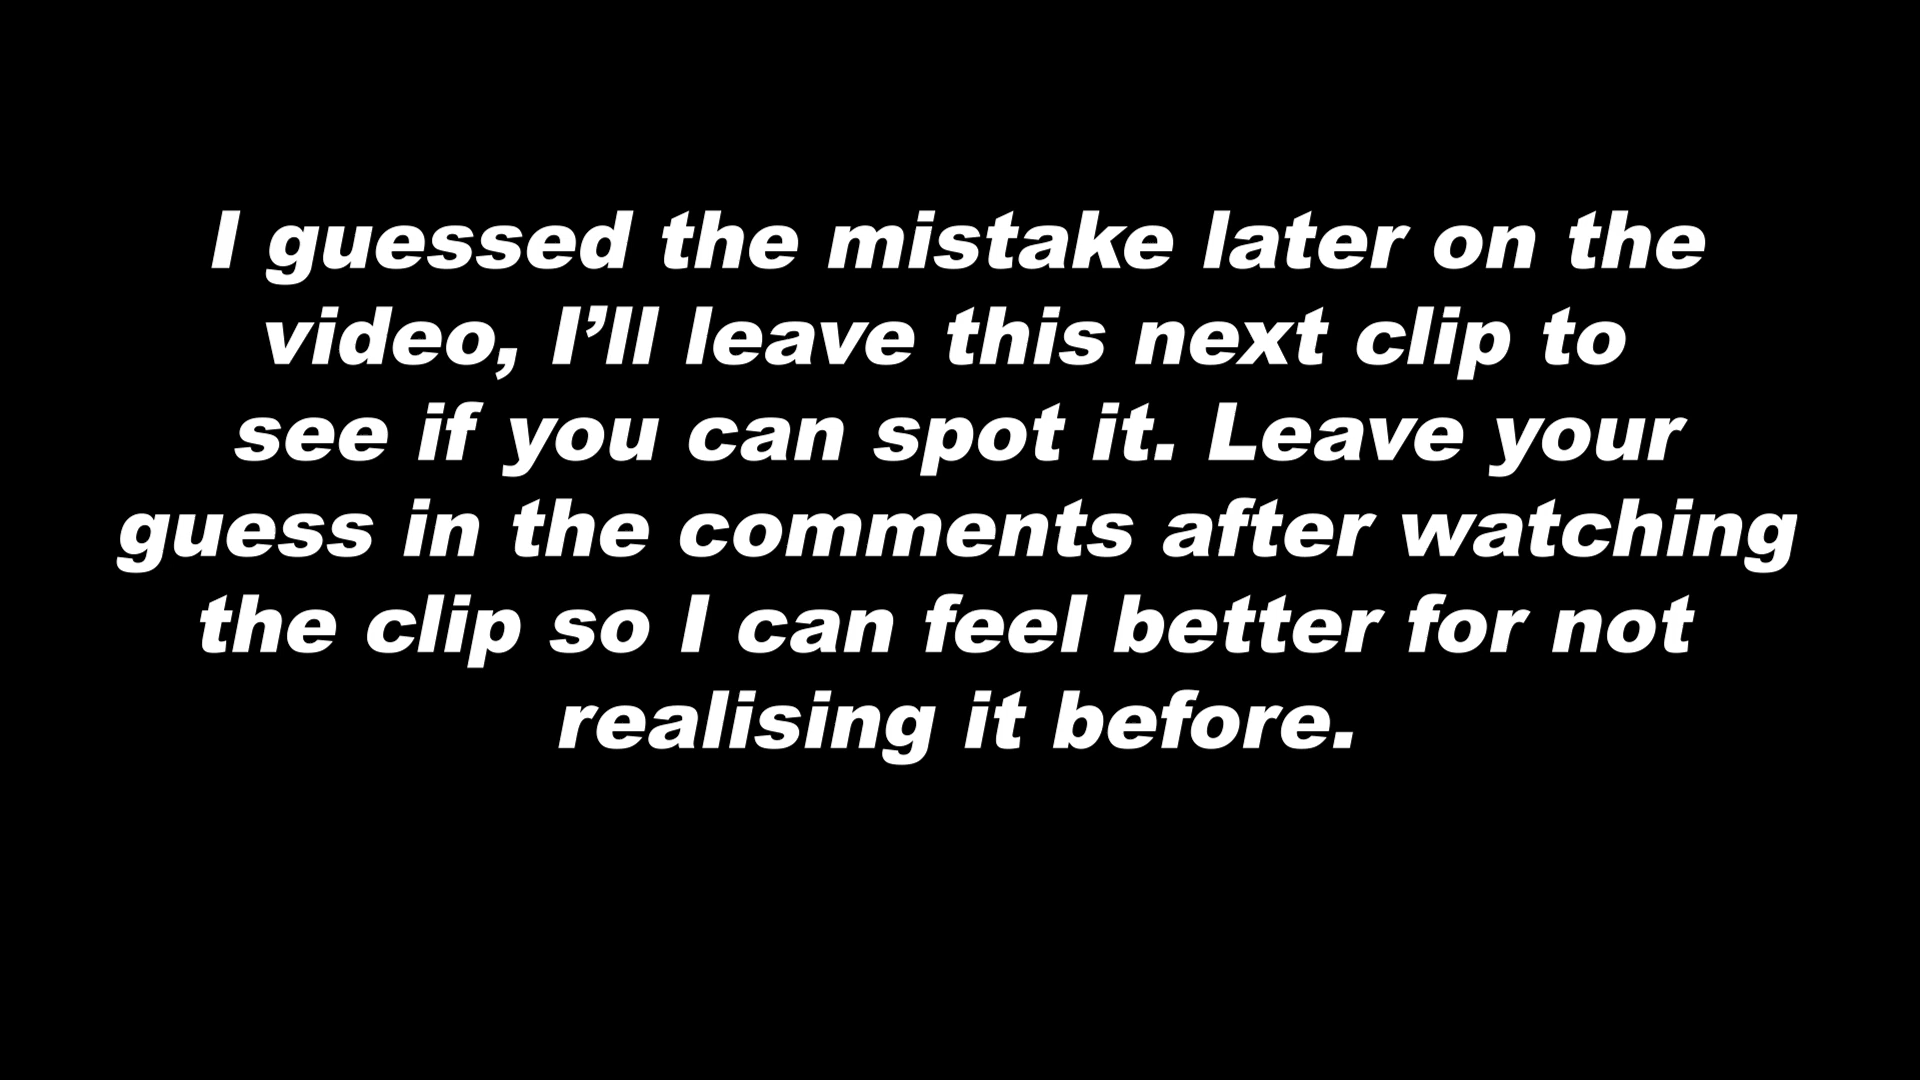 I guessed the mistake later on the
video, I’ll leave this next clip to
see if you can spot it. Leave your
guess in the comments after watching
the clip so I can feel better for not
realising it before.